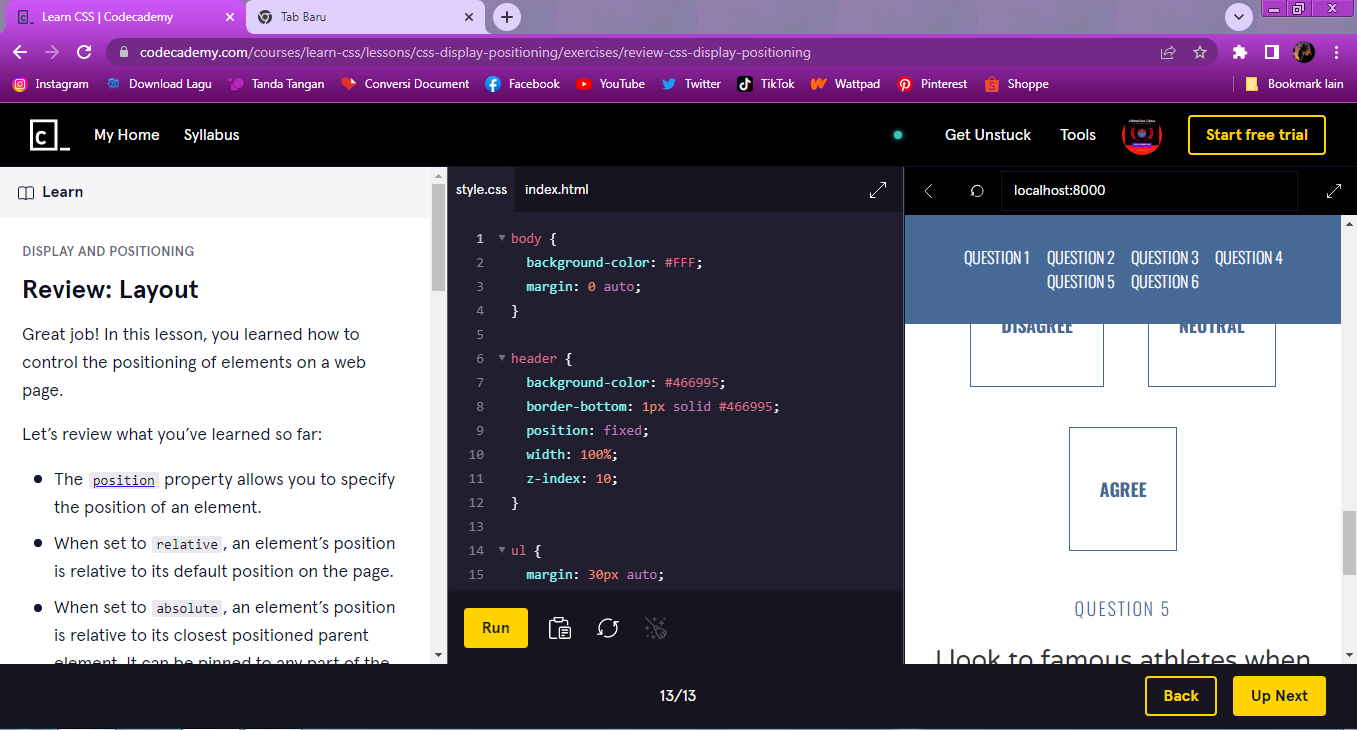 Learn CSS | Codecademy
Tab Baru
codecademy.com/courses/learn-css/lessons/css-display-positioning/exercises/review-css-display-positioning
Instagram Download Lagu Tanda Tangan Conversi Document Facebook YouTube Twitter TikTok Wattpad Pinterest Shoppe Bookmark lain
c_ My Home Syllabus Get Unstuck Tools Start free trial
Learn
DISPLAY AND POSITIONING
Review: Layout
Great job! In this lesson, you learned how to
control the positioning of elements on a web
page.
Let's review what you've learned so far:
The position property allows you to specify
the position of an element.
When set to relative, an element's position
is relative to its default position on the page.
When set to absolute, an element's position
is relative to its closest positioned parent
element. It can be pinned to any part of the
style.css index.html
1 body {
2 background-color: #FFF;
3 margin: 0 auto;
4 }
5
6 header {
7 background-color: #466995;
8 border-bottom: 1px solid #466995;
9 position: fixed;
10 width: 100%;
11 z-index: 10;
12 }
13
14 ul {
15 margin: 30px auto;
Run
localhost:8000
QUESTION 1 QUESTION 2 QUESTION 3 QUESTION 4
QUESTION 5 QUESTION 6
DISAGREE NEUTRAL
AGREE
QUESTION 5
I look to famous athletes when
13/13
Back Up Next